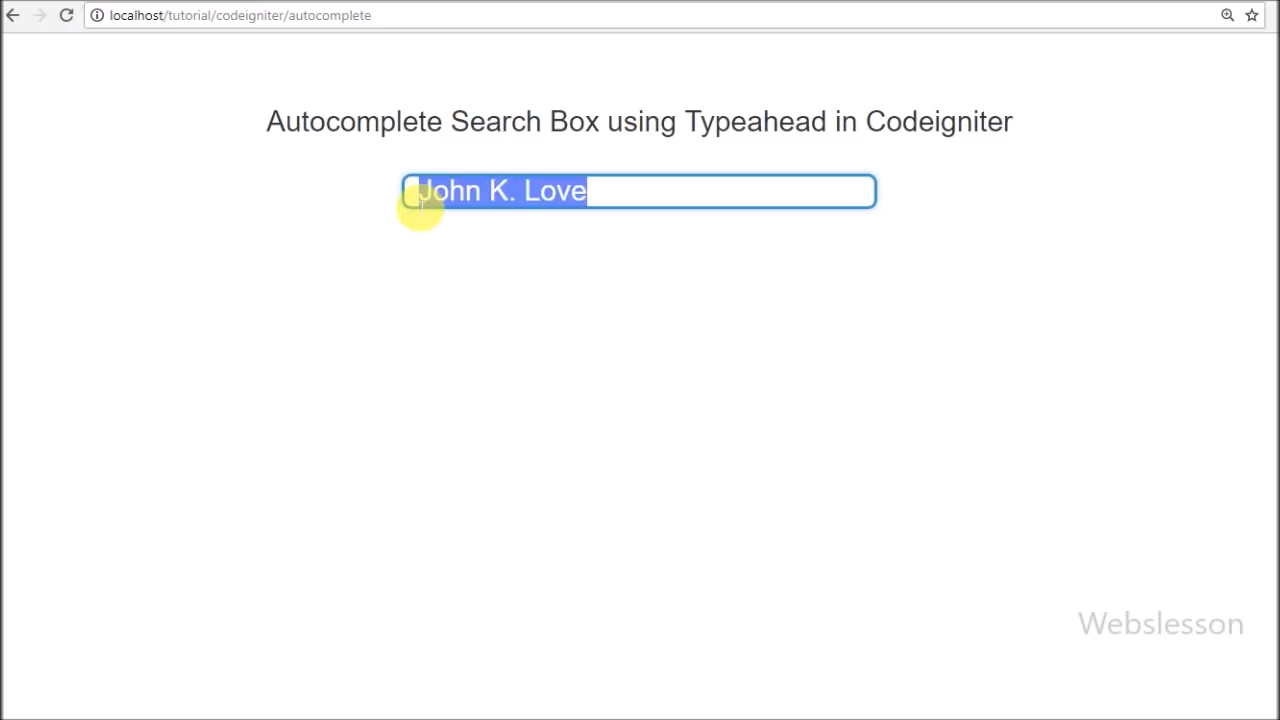 localhost/tutorial/codeigniter/autocomplete
Autocomplete Search Box using Typeahead in Codeigniter
John K. Love
Webslesson